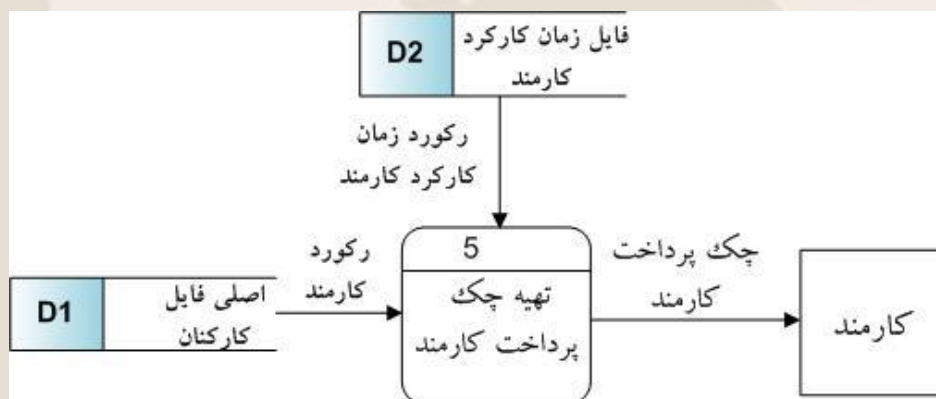 D2
فایل زمان کارکرد
کارمند
رکورد زمان
کارکرد کارمند
D1
اصلی فایل
کارکنان
رکورد
کارمند
5
تهیه چک
پرداخت کارمند
چک پرداخت
کارمند
کارمند